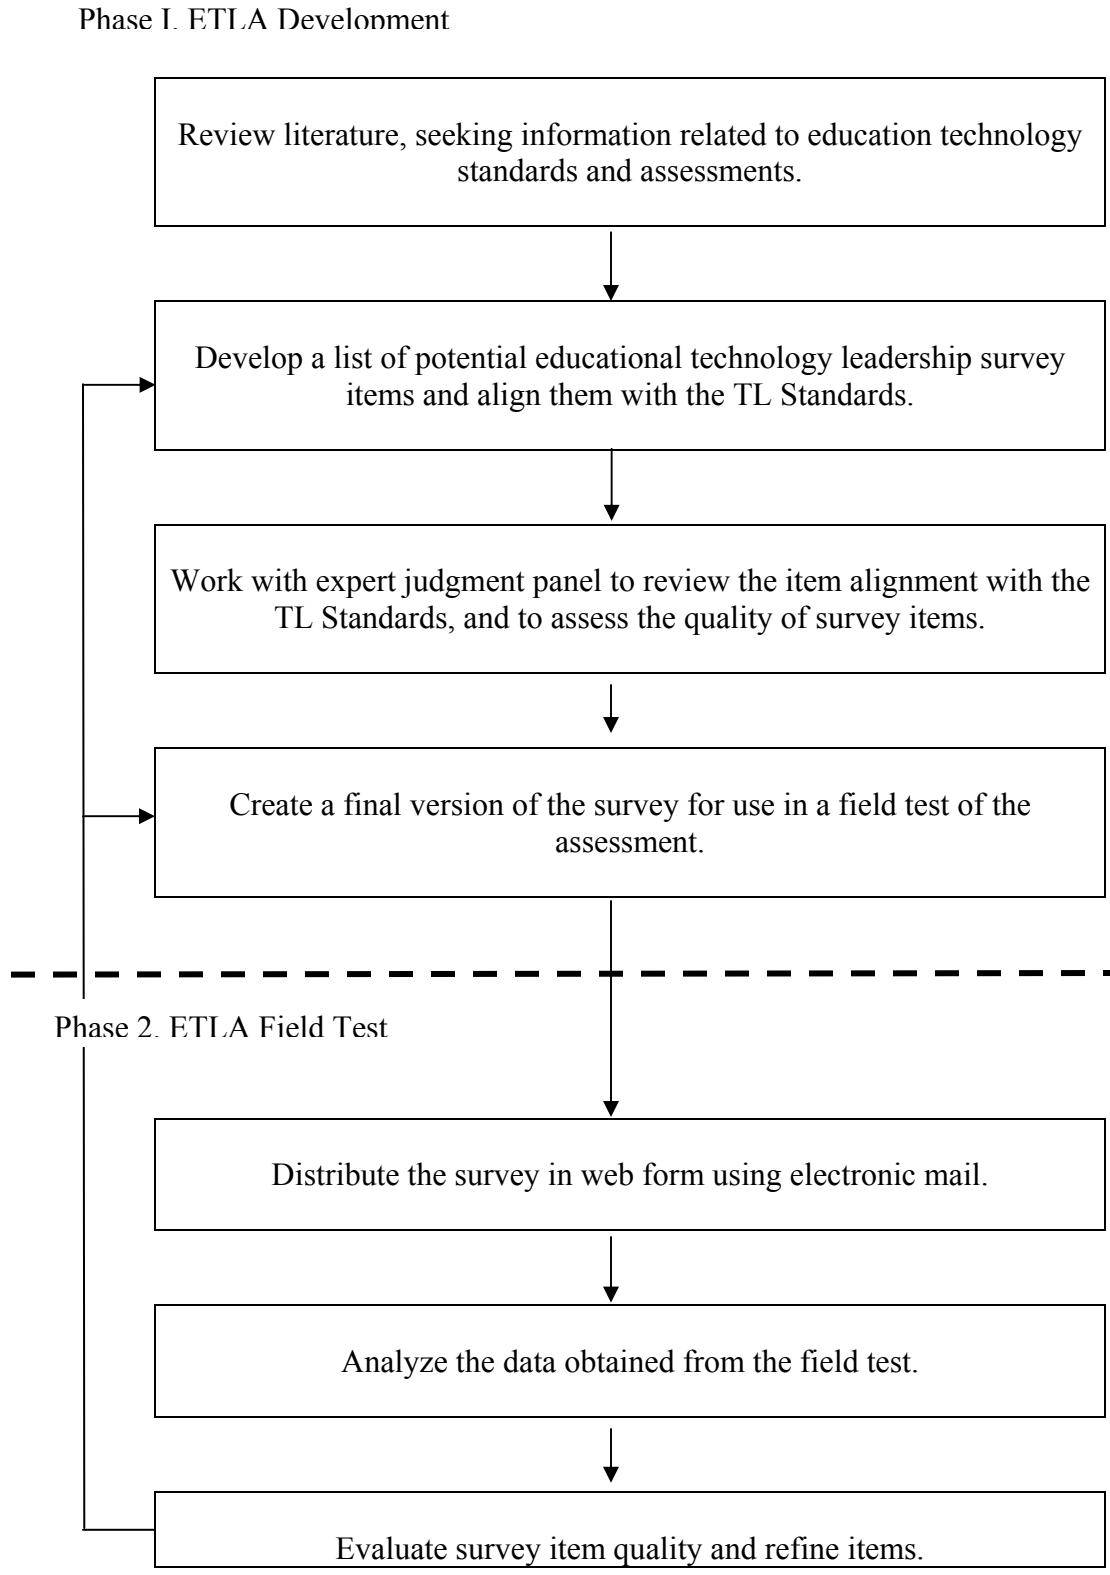 Phase I. ETLA Development
Review literature, seeking information related to education technology
standards and assessments.
Develop a list of potential educational technology leadership survey
items and align them with the TL Standards.
Work with expert judgment panel to review the item alignment with the
TL Standards, and to assess the quality of survey items.
Create a final version of the survey for use in a field test of the
assessment.
Phase 2. ETLA Field Test
Distribute the survey in web form using electronic mail.
Analyze the data obtained from the field test.
Evaluate survey item quality and refine items.